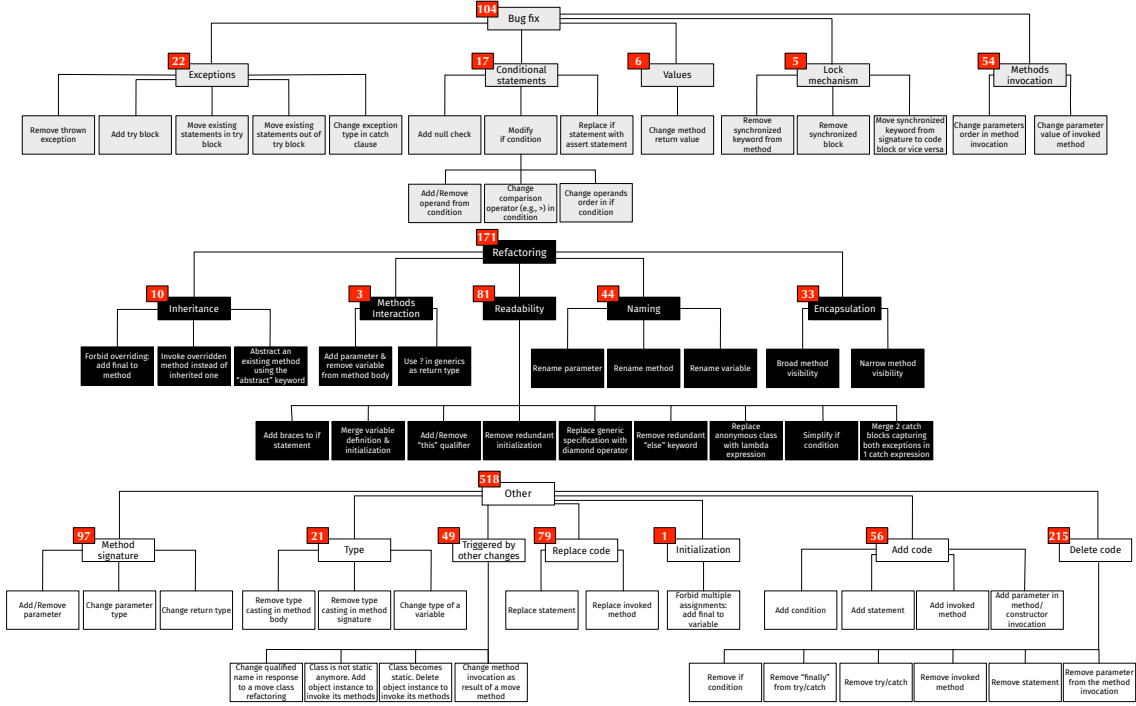 104
Bug fix
22
Exceptions
17
Conditional
statements
6
Values
5
Lock
mechanism
54
Methods
invocation
Remove thrown
exception
Add try block
Move existing
statements in try
block
Move existing
statements out of
try block
Change exception
type in catch
clause
Add null check
Modify
if condition
Replace if
statement with
assert statement
Change method
return value
Remove
synchronized
keyword from
method
Remove
synchronized
block
Move synchronized
keyword from
signature to code
block or vice versa
Change parameters
order in method
invocation
Change parameter
value of invoked
method
Add/Remove
operand from
condition
Change
comparison
operator (e.g., >) in
condition
Change operands
order in if
condition
171
Refactoring
10
Inheritance
3
Methods
Interaction
81
Readability
44
Naming
33
Encapsulation
Forbid overriding:
add final to
method
Invoke overridden
method instead of
inherited one
Abstract an
existing method
using the
"abstract" keyword
Add parameter &
remove variable
from method body
Use ? in generics
as return type
Rename parameter
Rename method
Rename variable
Broad method
visibility
Narrow method
visibility
Add braces to if
statement
Merge variable
definition &
initialization
Add/Remove
"this" qualifier
Remove redundant
initialization
Replace generic
specification with
diamond operator
Remove redundant
"else" keyword
Replace
anonymous class
with lambda
expression
Simplify if
condition
Merge 2 catch
blocks capturing
both exceptions in
1 catch expression
518
Other
97
Method
signature
21
Type
49
Triggered by
other changes
79
Replace code
1
Initialization
56
Add code
215
Delete code
Add/Remove
parameter
Change parameter
type
Change return type
Remove type
casting in method
body
Remove type
casting in method
signature
Change type of a
variable
Replace statement
Replace invoked
method
Forbid multiple
assignments:
add final to
variable
Add condition
Add statement
Add invoked
method
Add parameter in
method/
constructor
invocation
Change qualified
name in response
to a move class
refactoring
Class is not static
anymore. Add
object instance to
invoke its methods
Class becomes
static. Delete
object instance to
invoke its methods
Change method
invocation as
result of a move
method
Remove if
condition
Remove "finally"
from try/catch
Remove try/catch
Remove invoked
method
Remove statement
Remove parameter
from the method
invocation